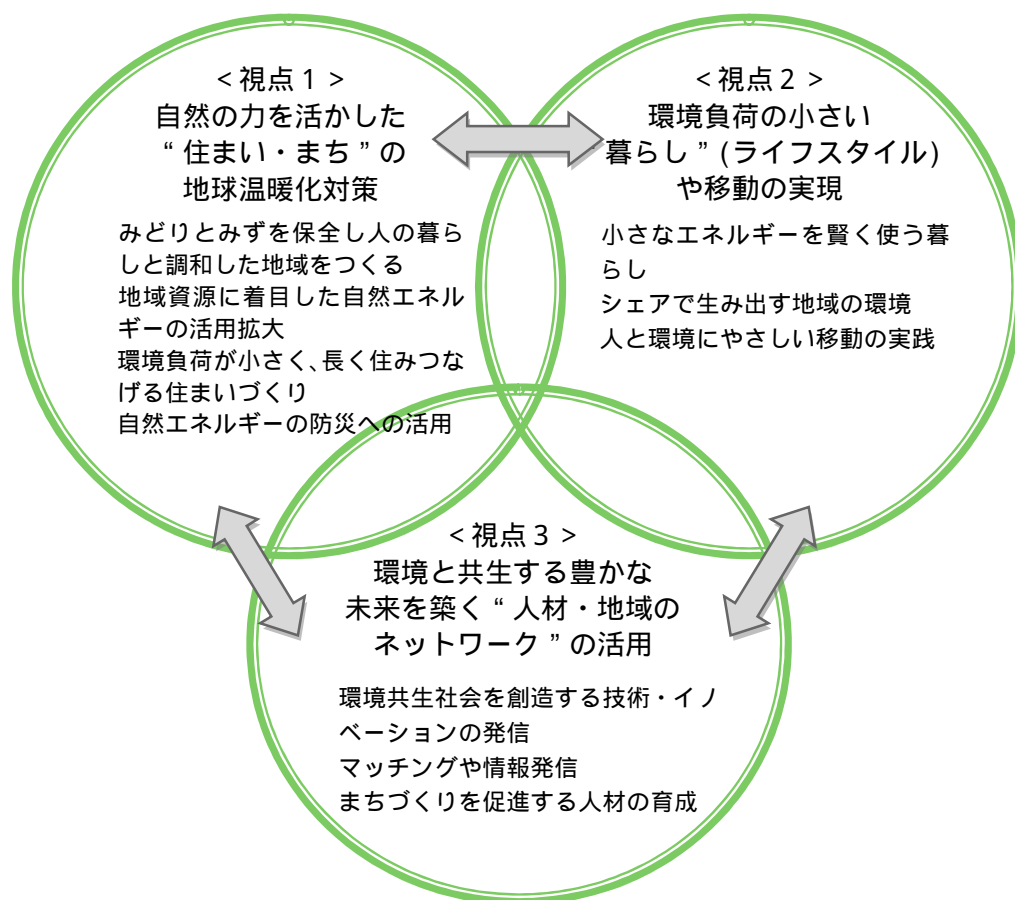 <視点1>
自然の力を活かした
“住まい・まち”の
地球温暖化対策
みどりとみずを保全し人の暮ら
しと調和した地域をつくる
地域資源に着目した自然エネル
ギーの活用拡大
環境負荷が小さく、長く住みつな
げる住まいづくり
自然エネルギーの防災への活用
<視点2>
環境負荷の小さい
暮らし”(ライフスタイル)
や移動の実現
小さなエネルギーを賢く使う暮
らし
シェアで生み出す地域の環境
人と環境にやさしい移動の実践
<視点3>
環境と共生する豊かな
未来を築く“人材・地域の
ネットワーク”の活用
環境共生社会を創造する技術・イノ
ベーションの発信
マッチングや情報発信
まちづくりを促進する人材の育成